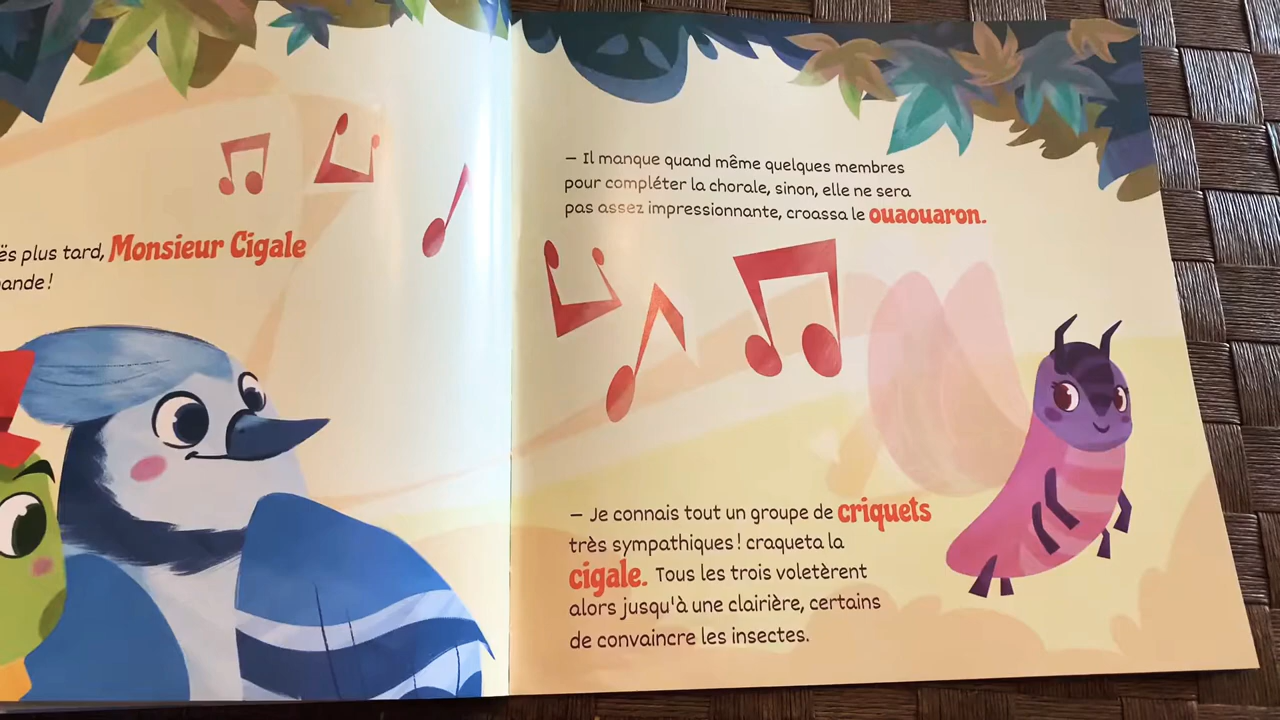 plus tard, Monsieur Cigale
— Il manque quand même quelques membres
pour compléter la chorale, sinon, elle ne sera
pas assez impressionnante, croassa le ouaouaron.
— Je connais tout un groupe de criquets
très sympathiques ! craqueta la
cigale. Tous les trois voletèrent
alors jusqu'à une clairière, certains
de convaincre les insectes.